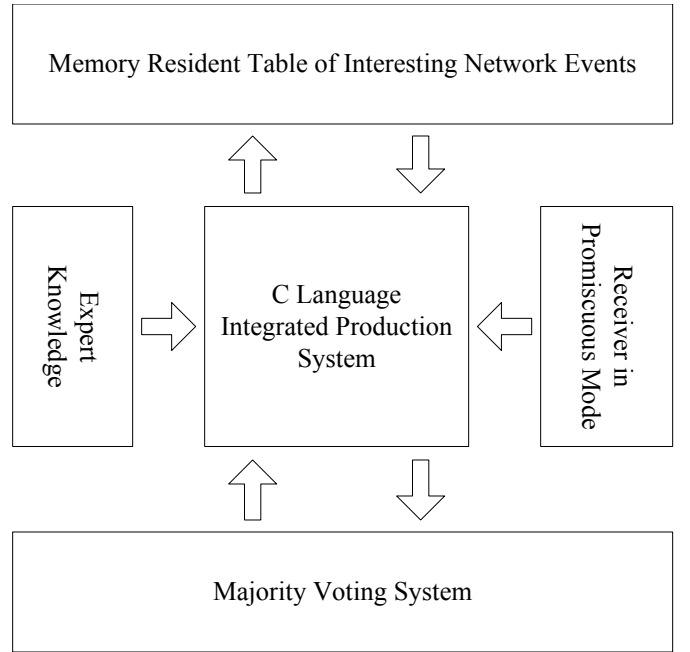 Memory Resident Table of Interesting Network Events
Expert
Knowledge
C Language
Integrated Production
System
Receiver in
Promiscuous Mode
Majority Voting System